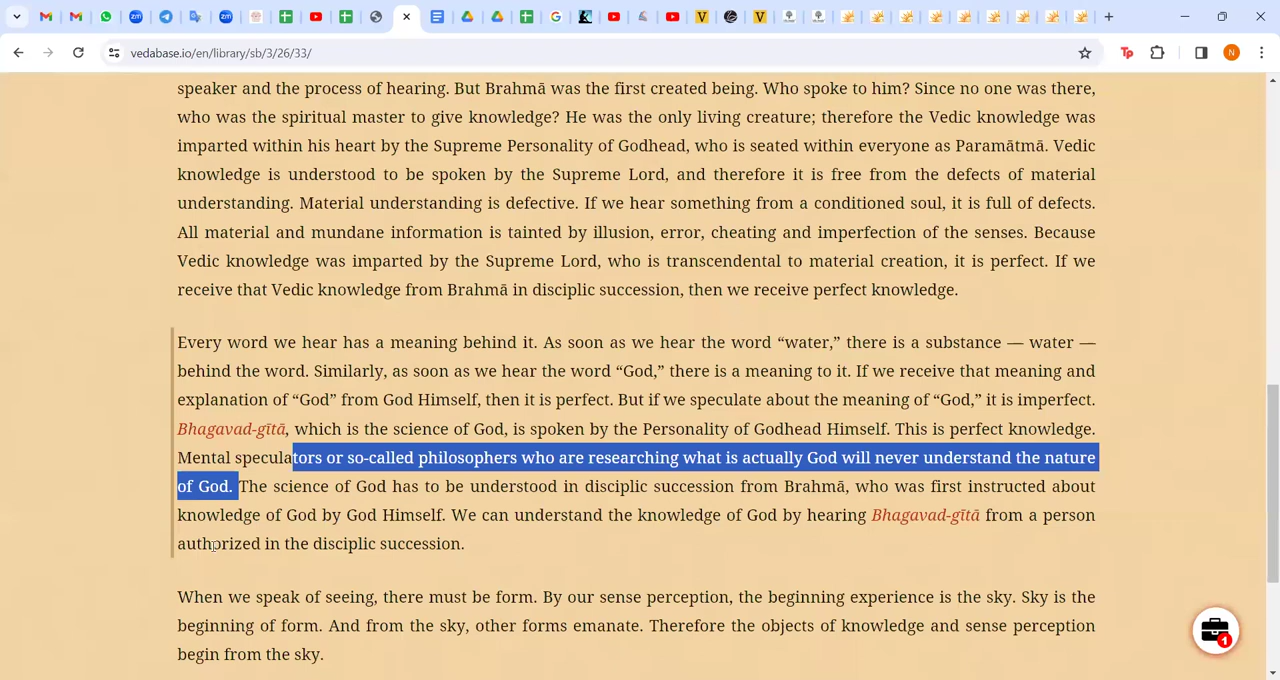 vedabase.io/en/library/sb/3/26/33/
N
speaker and the process of hearing. But Brahmā was the first created being. Who spoke to him? Since no one was there,
who was the spiritual master to give knowledge? He was the only living creature; therefore the Vedic knowledge was
imparted within his heart by the Supreme Personality of Godhead, who is seated within everyone as Paramātmā. Vedic
knowledge is understood to be spoken by the Supreme Lord, and therefore it is free from the defects of material
understanding. Material understanding is defective. If we hear something from a conditioned soul, it is full of defects.
All material and mundane information is tainted by illusion, error, cheating and imperfection of the senses. Because
Vedic knowledge was imparted by the Supreme Lord, who is transcendental to material creation, it is perfect. If we
receive that Vedic knowledge from Brahmā in disciplic succession, then we receive perfect knowledge.
Every word we hear has a meaning behind it. As soon as we hear the word “water,” there is a substance — water —
behind the word. Similarly, as soon as we hear the word “God,” there is a meaning to it. If we receive that meaning and
explanation of “God” from God Himself, then it is perfect. But if we speculate about the meaning of “God,” it is imperfect.
Bhagavad-gītā, which is the science of God, is spoken by the Personality of Godhead Himself. This is perfect knowledge.
Mental speculators or so-called philosophers who are researching what is actually God will never understand the nature
of God. The science of God has to be understood in disciplic succession from Brahmā, who was first instructed about
knowledge of God by God Himself. We can understand the knowledge of God by hearing Bhagavad-gītā from a person
authorized in the disciplic succession.
When we speak of seeing, there must be form. By our sense perception, the beginning experience is the sky. Sky is the
beginning of form. And from the sky, other forms emanate. Therefore the objects of knowledge and sense perception
begin from the sky.
1